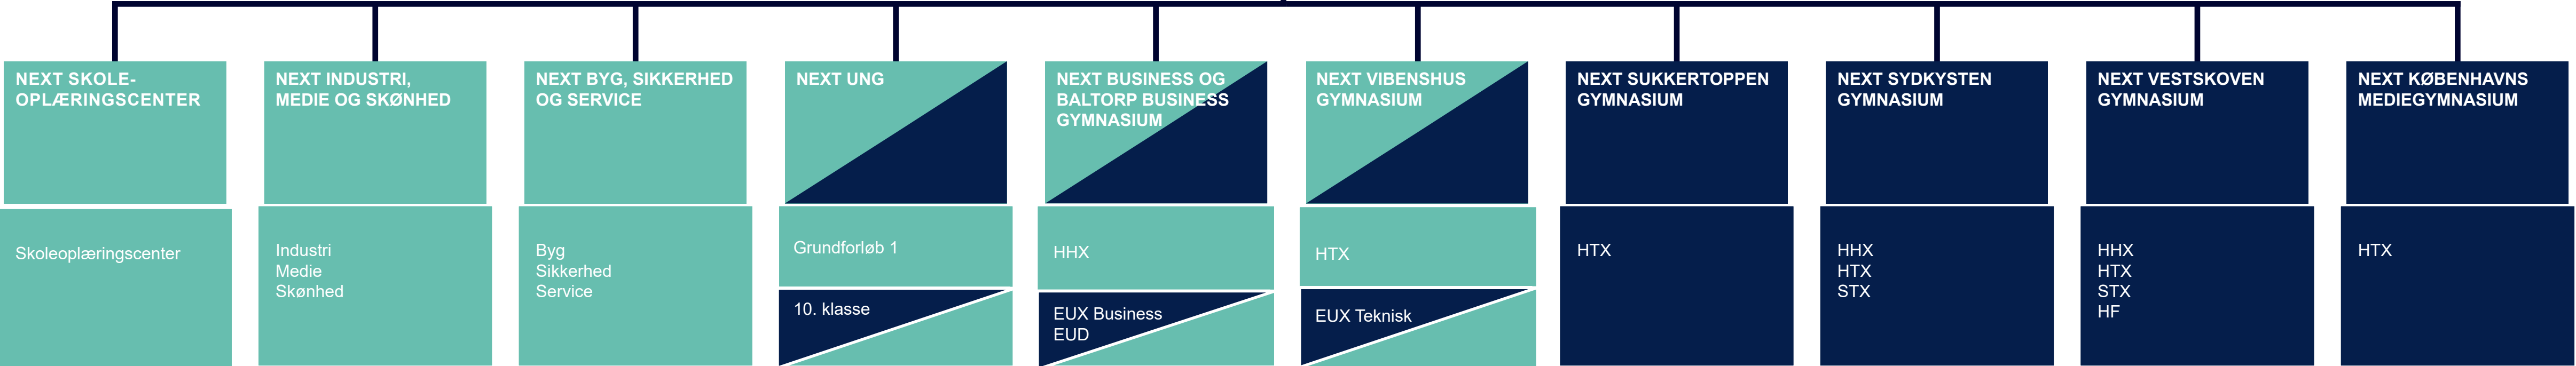 NEXT SKOLE-
OPLÆRINGSCENTER
Skoleoplæringscenter
NEXT INDUSTRI,
MEDIE OG SKØNHED
Industri
Medie
Skønhed
NEXT BYG, SIKKERHED
OG SERVICE
Byg
Sikkerhed
Service
NEXT UNG
Grundforløb 1
10. klasse
NEXT BUSINESS OG
BALTORP BUSINESS
GYMNASIUM
HHX
EUX Business
EUD
NEXT VIBENSHUS
GYMNASIUM
HTX
EUX Teknisk
NEXT SUKKERTOPPEN
GYMNASIUM
HTX
NEXT SYDKYSTEN
GYMNASIUM
HHX
HTX
STX
NEXT VESTSKOVEN
GYMNASIUM
HHX
HTX
STX
HF
NEXT KØBENHAVNS
MEDIEGYMNASIUM
HTX